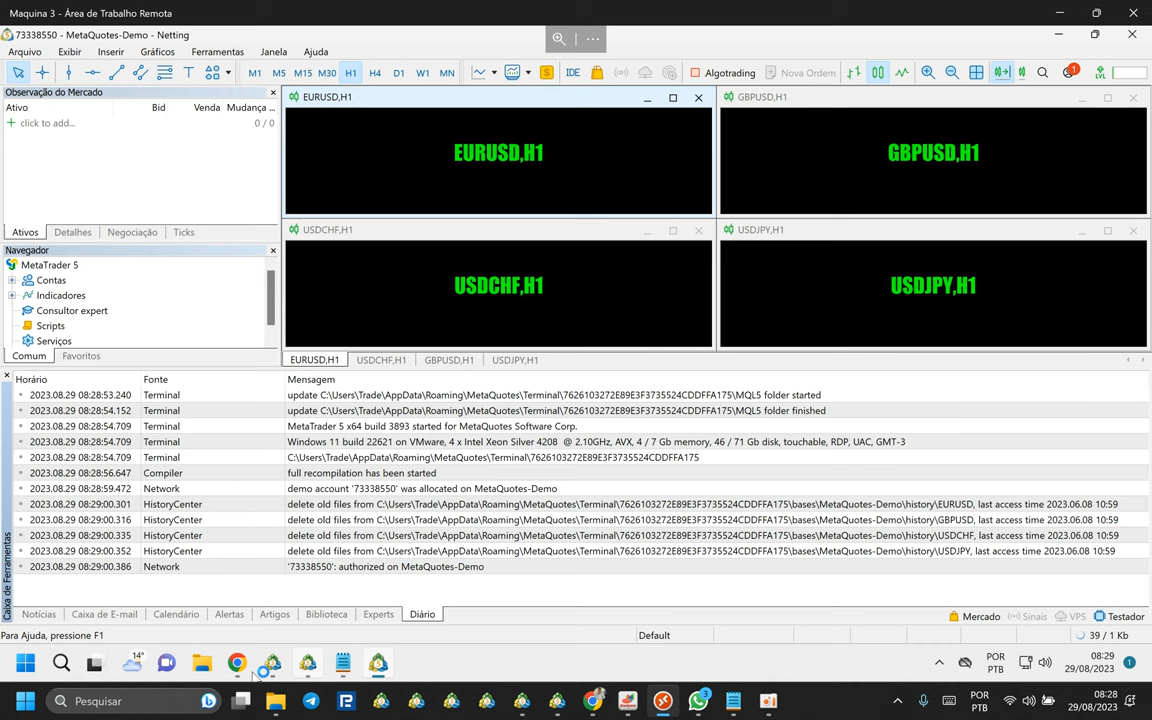 Maquina 3 - Área de Trabalho Remota
73338550 - MetaQuotes-Demo - Netting
Arquivo Exibir Inserir Gráficos Ferramentas Janela Ajuda
M1 M5 M15 M30 H1 H4 D1 W1 MN IDE Algotrading Nova Ordem 1 LVL
Observação do Mercado
Ativo Bid Venda Mudança ...
click to add... 0 / 0
Ativos Detalhes Negociação Ticks
EURUSD,H1
EURUSD,H1
GBPUSD,H1
GBPUSD,H1
USDCHF,H1
USDCHF,H1
USDJPY,H1
USDJPY,H1
Navegador
MetaTrader 5
Contas
Indicadores
Consultor expert
Scripts
Serviços
Comum Favoritos
EURUSD,H1 USDCHF,H1 GBPUSD,H1 USDJPY,H1
Horário Fonte Mensagem
2023.08.29 08:28:53.240 Terminal update C:\Users\Trade\AppData\Roaming\MetaQuotes\Terminal\7626103272E89E3F3735524CDDFFA175\MQL5 folder started
2023.08.29 08:28:54.152 Terminal update C:\Users\Trade\AppData\Roaming\MetaQuotes\Terminal\7626103272E89E3F3735524CDDFFA175\MQL5 folder finished
2023.08.29 08:28:54.709 Terminal MetaTrader 5 x64 build 3893 started for MetaQuotes Software Corp.
2023.08.29 08:28:54.709 Terminal Windows 11 build 22621 on VMware, 4 x Intel Xeon Silver 4208 @ 2.10GHz, AVX, 4 / 7 Gb memory, 46 / 71 Gb disk, touchable, RDP, UAC, GMT-3
2023.08.29 08:28:54.709 Terminal C:\Users\Trade\AppData\Roaming\MetaQuotes\Terminal\7626103272E89E3F3735524CDDFFA175
2023.08.29 08:28:56.647 Compiler full recompilation has been started
2023.08.29 08:28:59.472 Network demo account '73338550' was allocated on MetaQuotes-Demo
2023.08.29 08:29:00.301 HistoryCenter delete old files from C:\Users\Trade\AppData\Roaming\MetaQuotes\Terminal\7626103272E89E3F3735524CDDFFA175\bases\MetaQuotes-Demo\history\EURUSD, last access time 2023.06.08 10:59
2023.08.29 08:29:00.316 HistoryCenter delete old files from C:\Users\Trade\AppData\Roaming\MetaQuotes\Terminal\7626103272E89E3F3735524CDDFFA175\bases\MetaQuotes-Demo\history\GBPUSD, last access time 2023.06.08 10:59
2023.08.29 08:29:00.335 HistoryCenter delete old files from C:\Users\Trade\AppData\Roaming\MetaQuotes\Terminal\7626103272E89E3F3735524CDDFFA175\bases\MetaQuotes-Demo\history\USDCHF, last access time 2023.06.08 10:59
2023.08.29 08:29:00.352 HistoryCenter delete old files from C:\Users\Trade\AppData\Roaming\MetaQuotes\Terminal\7626103272E89E3F3735524CDDFFA175\bases\MetaQuotes-Demo\history\USDJPY, last access time 2023.06.08 10:59
2023.08.29 08:29:00.386 Network '73338550': authorized on MetaQuotes-Demo
Caixa de Ferramentas
Notícias Caixa de E-mail Calendário Alertas Artigos Biblioteca Experts Diário Mercado Sinais VPS Testador
Para Ajuda, pressione F1 Default 39 / 1 Kb
14° POR PTB 08:29 29/08/2023 1
Pesquisar 3 POR PTB 08:28 29/08/2023